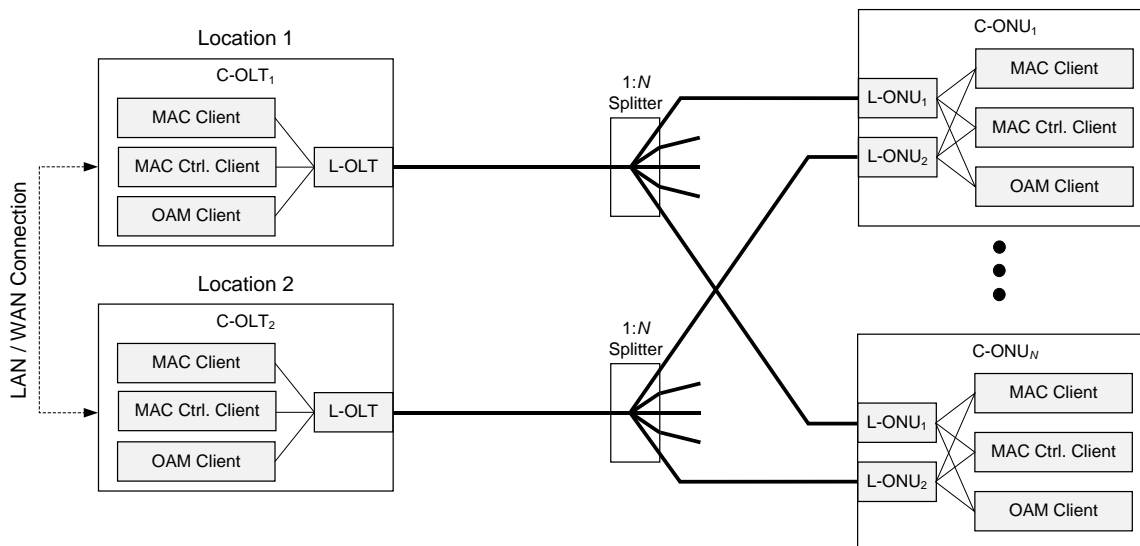 Location 1
C-OLT₁
MAC Client
MAC Ctrl. Client
OAM Client
L-OLT
1:N
Splitter
C-ONU₁
L-ONU₁
L-ONU₂
MAC Client
MAC Ctrl. Client
OAM Client
LAN / WAN Connection
Location 2
C-OLT₂
MAC Client
MAC Ctrl. Client
OAM Client
L-OLT
1:N
Splitter
C-ONU_N
L-ONU₁
L-ONU₂
MAC Client
MAC Ctrl. Client
OAM Client